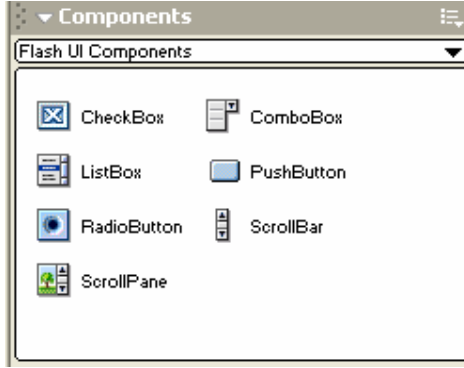 Components
Flash UI Components
CheckBox ComboBox
ListBox PushButton
RadioButton ScrollBar
ScrollPane